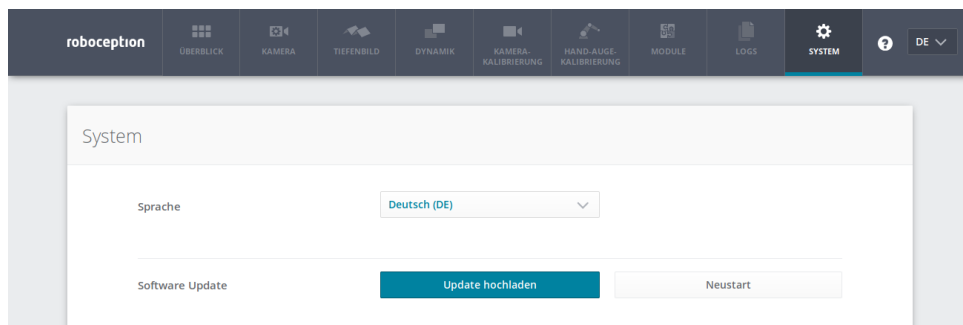 roboception
ÜBERBLICK
KAMERA
TIEFENBILD
DYNAMIK
KAMERA-
KALIBRIERUNG
HAND-AUGE-
KALIBRIERUNG
MODULE
LOGS
SYSTEM
?
DE
System
Sprache
Deutsch (DE)
Software Update
Update hochladen
Neustart